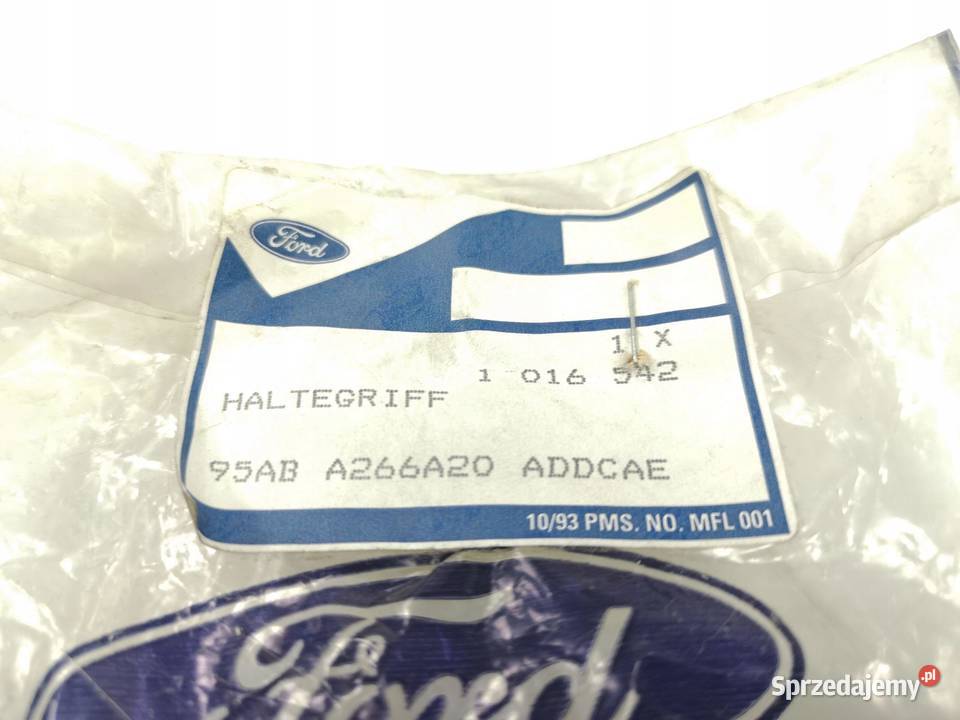 Ford
1 X
1 016 542
HALTEGRIFF
95AB A266A20 ADDCAE
10/93 PMS. NO. MFL 001
Ford
Sprzedajemy.pl